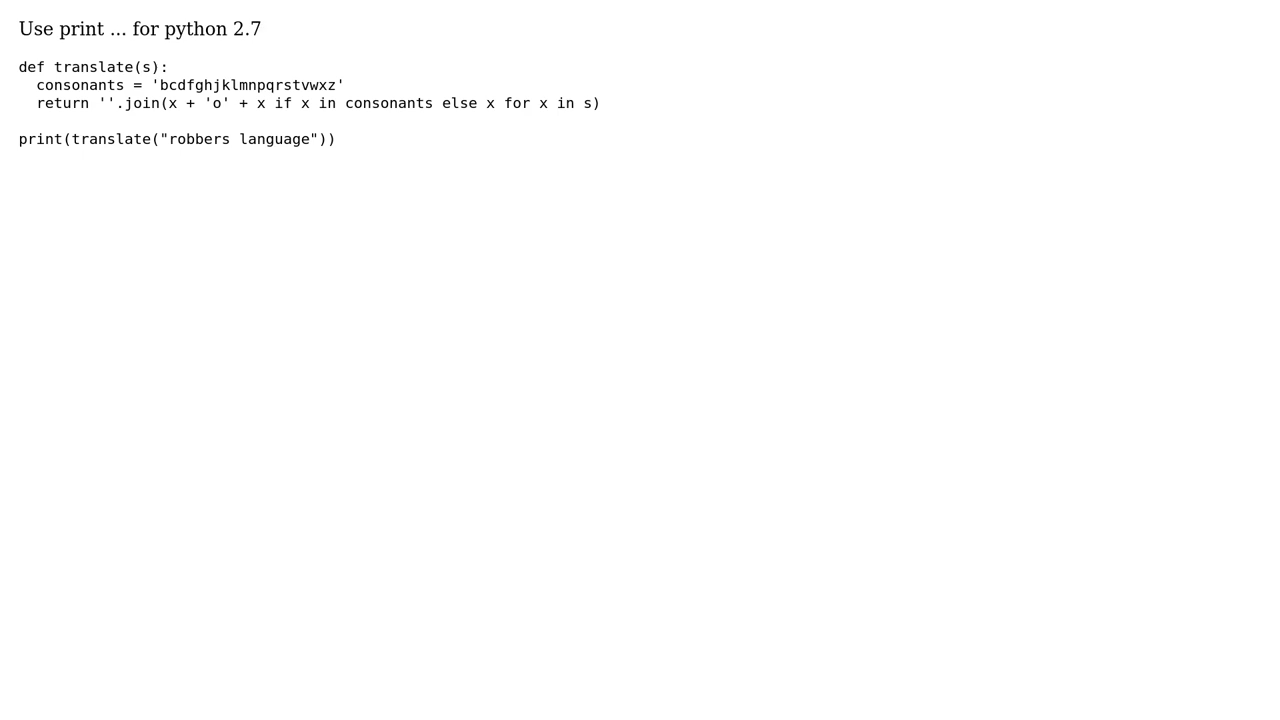 Use print ... for python 2.7
def translate(s):
  consonants = 'bcdfghjklmnpqrstvwxz'
  return ''.join(x + 'o' + x if x in consonants else x for x in s)

print(translate("robbers language"))